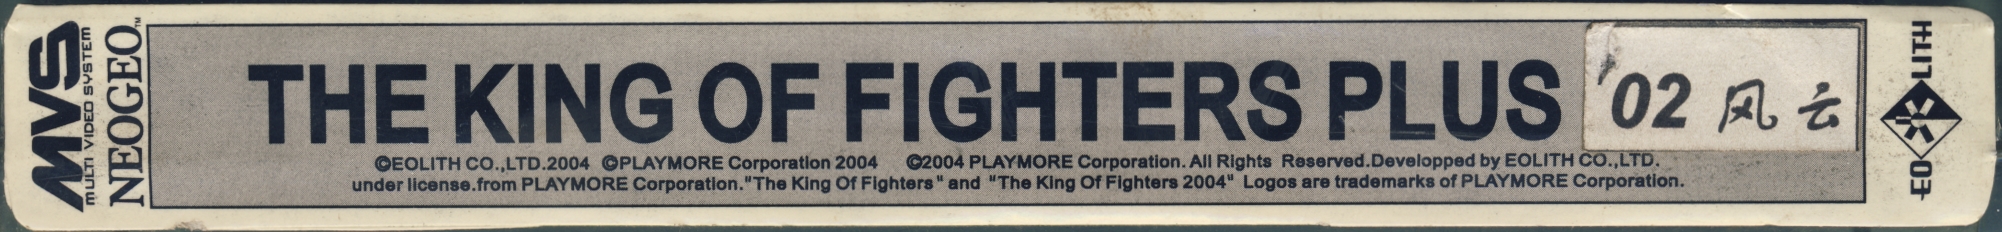 MVS
MULTI VIDEO SYSTEM
NEOGEO™
THE KING OF FIGHTERS PLUS '02 风云
©EOLITH CO.,LTD.2004 ©PLAYMORE Corporation 2004 ©2004 PLAYMORE Corporation. All Rights Reserved.Developped by EOLITH CO.,LTD.
under license.from PLAYMORE Corporation."The King Of Fighters" and "The King Of Fighters 2004" Logos are trademarks of PLAYMORE Corporation.
EOLITH